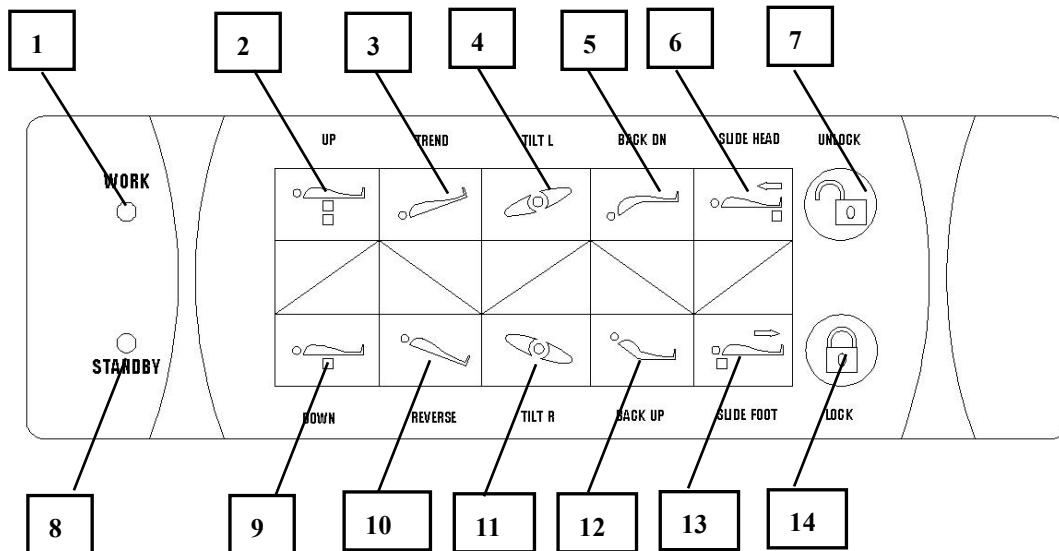 1 2 3 4 5 6 7
UP TREND TILT L BACK DN SLIDE HEAD UNLOCK
WORK
STANDBY
DOWN REVERSE TILT R BACK UP SLIDE FOOT LOCK
8 9 10 11 12 13 14